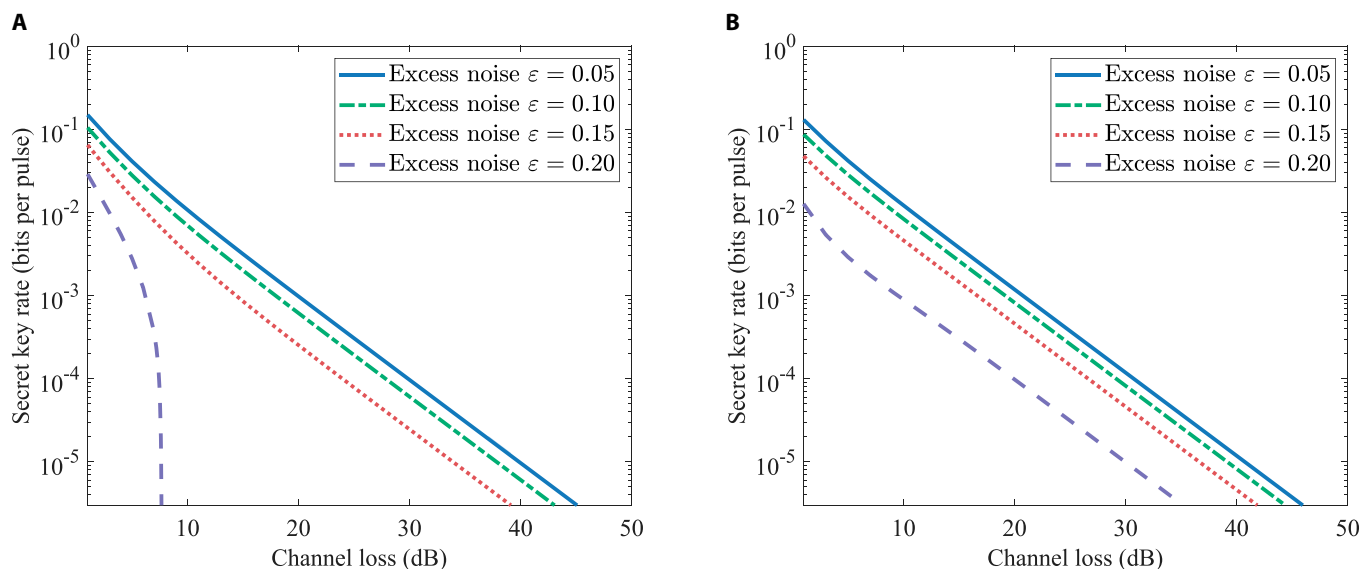 A
Secret key rate (bits per pulse)
10^0
10^-1
10^-2
10^-3
10^-4
10^-5
Excess noise ε = 0.05
Excess noise ε = 0.10
Excess noise ε = 0.15
Excess noise ε = 0.20
10 20 30 40 50
Channel loss (dB)
B
Secret key rate (bits per pulse)
10^0
10^-1
10^-2
10^-3
10^-4
10^-5
Excess noise ε = 0.05
Excess noise ε = 0.10
Excess noise ε = 0.15
Excess noise ε = 0.20
10 20 30 40 50
Channel loss (dB)